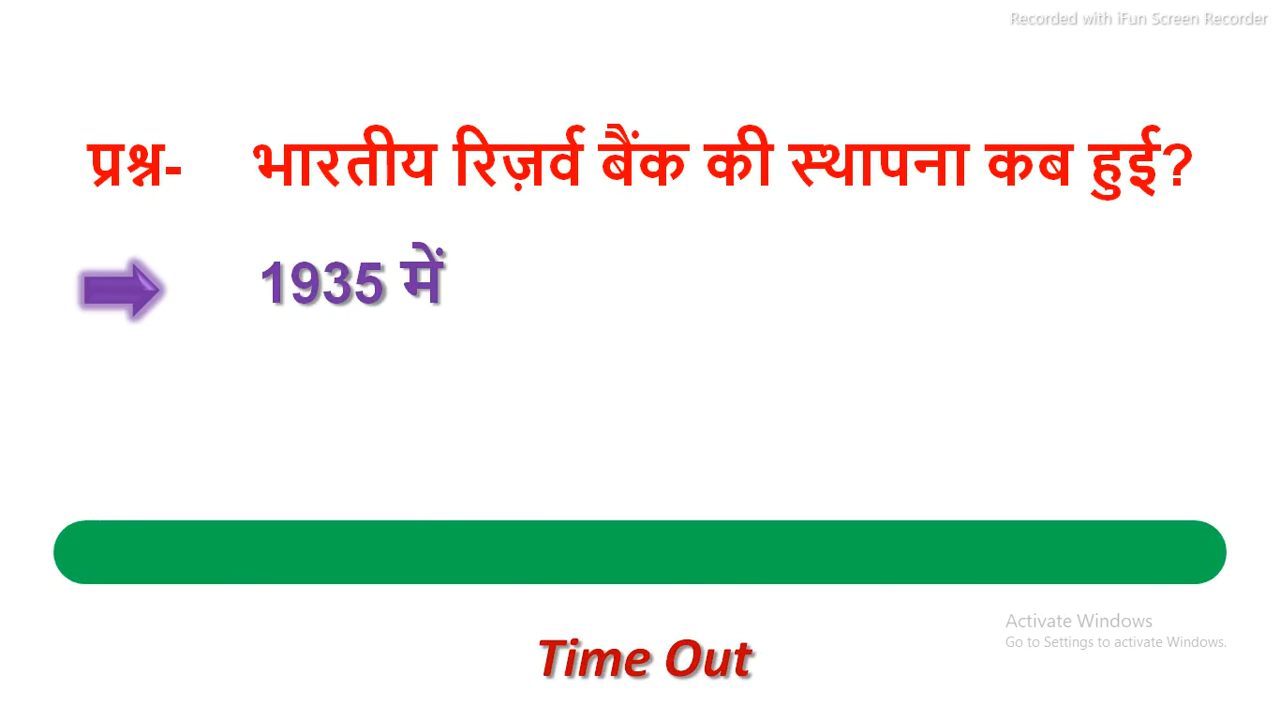 Recorded with iFun Screen Recorder
प्रश्न- भारतीय रिज़र्व बैंक की स्थापना कब हुई?
1935 में
Activate Windows
Go to Settings to activate Windows.
Time Out